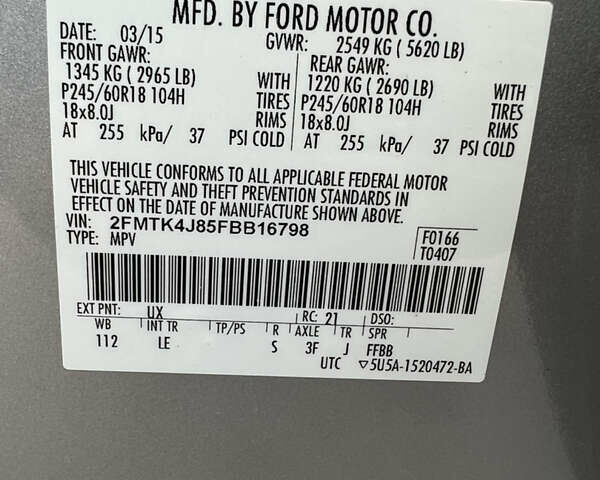 MFD. BY FORD MOTOR CO.
DATE: 03/15 GVWR: 2549 KG ( 5620 LB)
FRONT GAWR: REAR GAWR:
1345 KG ( 2965 LB) WITH 1220 KG ( 2690 LB) WITH
P245/60R18 104H TIRES P245/60R18 104H TIRES
18x8.0J RIMS 18x8.0J RIMS
AT 255 kPa/ 37 PSI COLD AT 255 kPa/ 37 PSI COLD
THIS VEHICLE CONFORMS TO ALL APPLICABLE FEDERAL MOTOR
VEHICLE SAFETY AND THEFT PREVENTION STANDARDS IN
EFFECT ON THE DATE OF MANUFACTURE SHOWN ABOVE.
VIN: 2FMTK4J85FBB16798 F0166
TYPE: MPV T0407
EXT PNT: UX RC: 21 DSO:
WB INT TR TP/PS R AXLE TR SPR
112 LE S 3F J FFBB
UTC ▽5U5A-1520472-BA